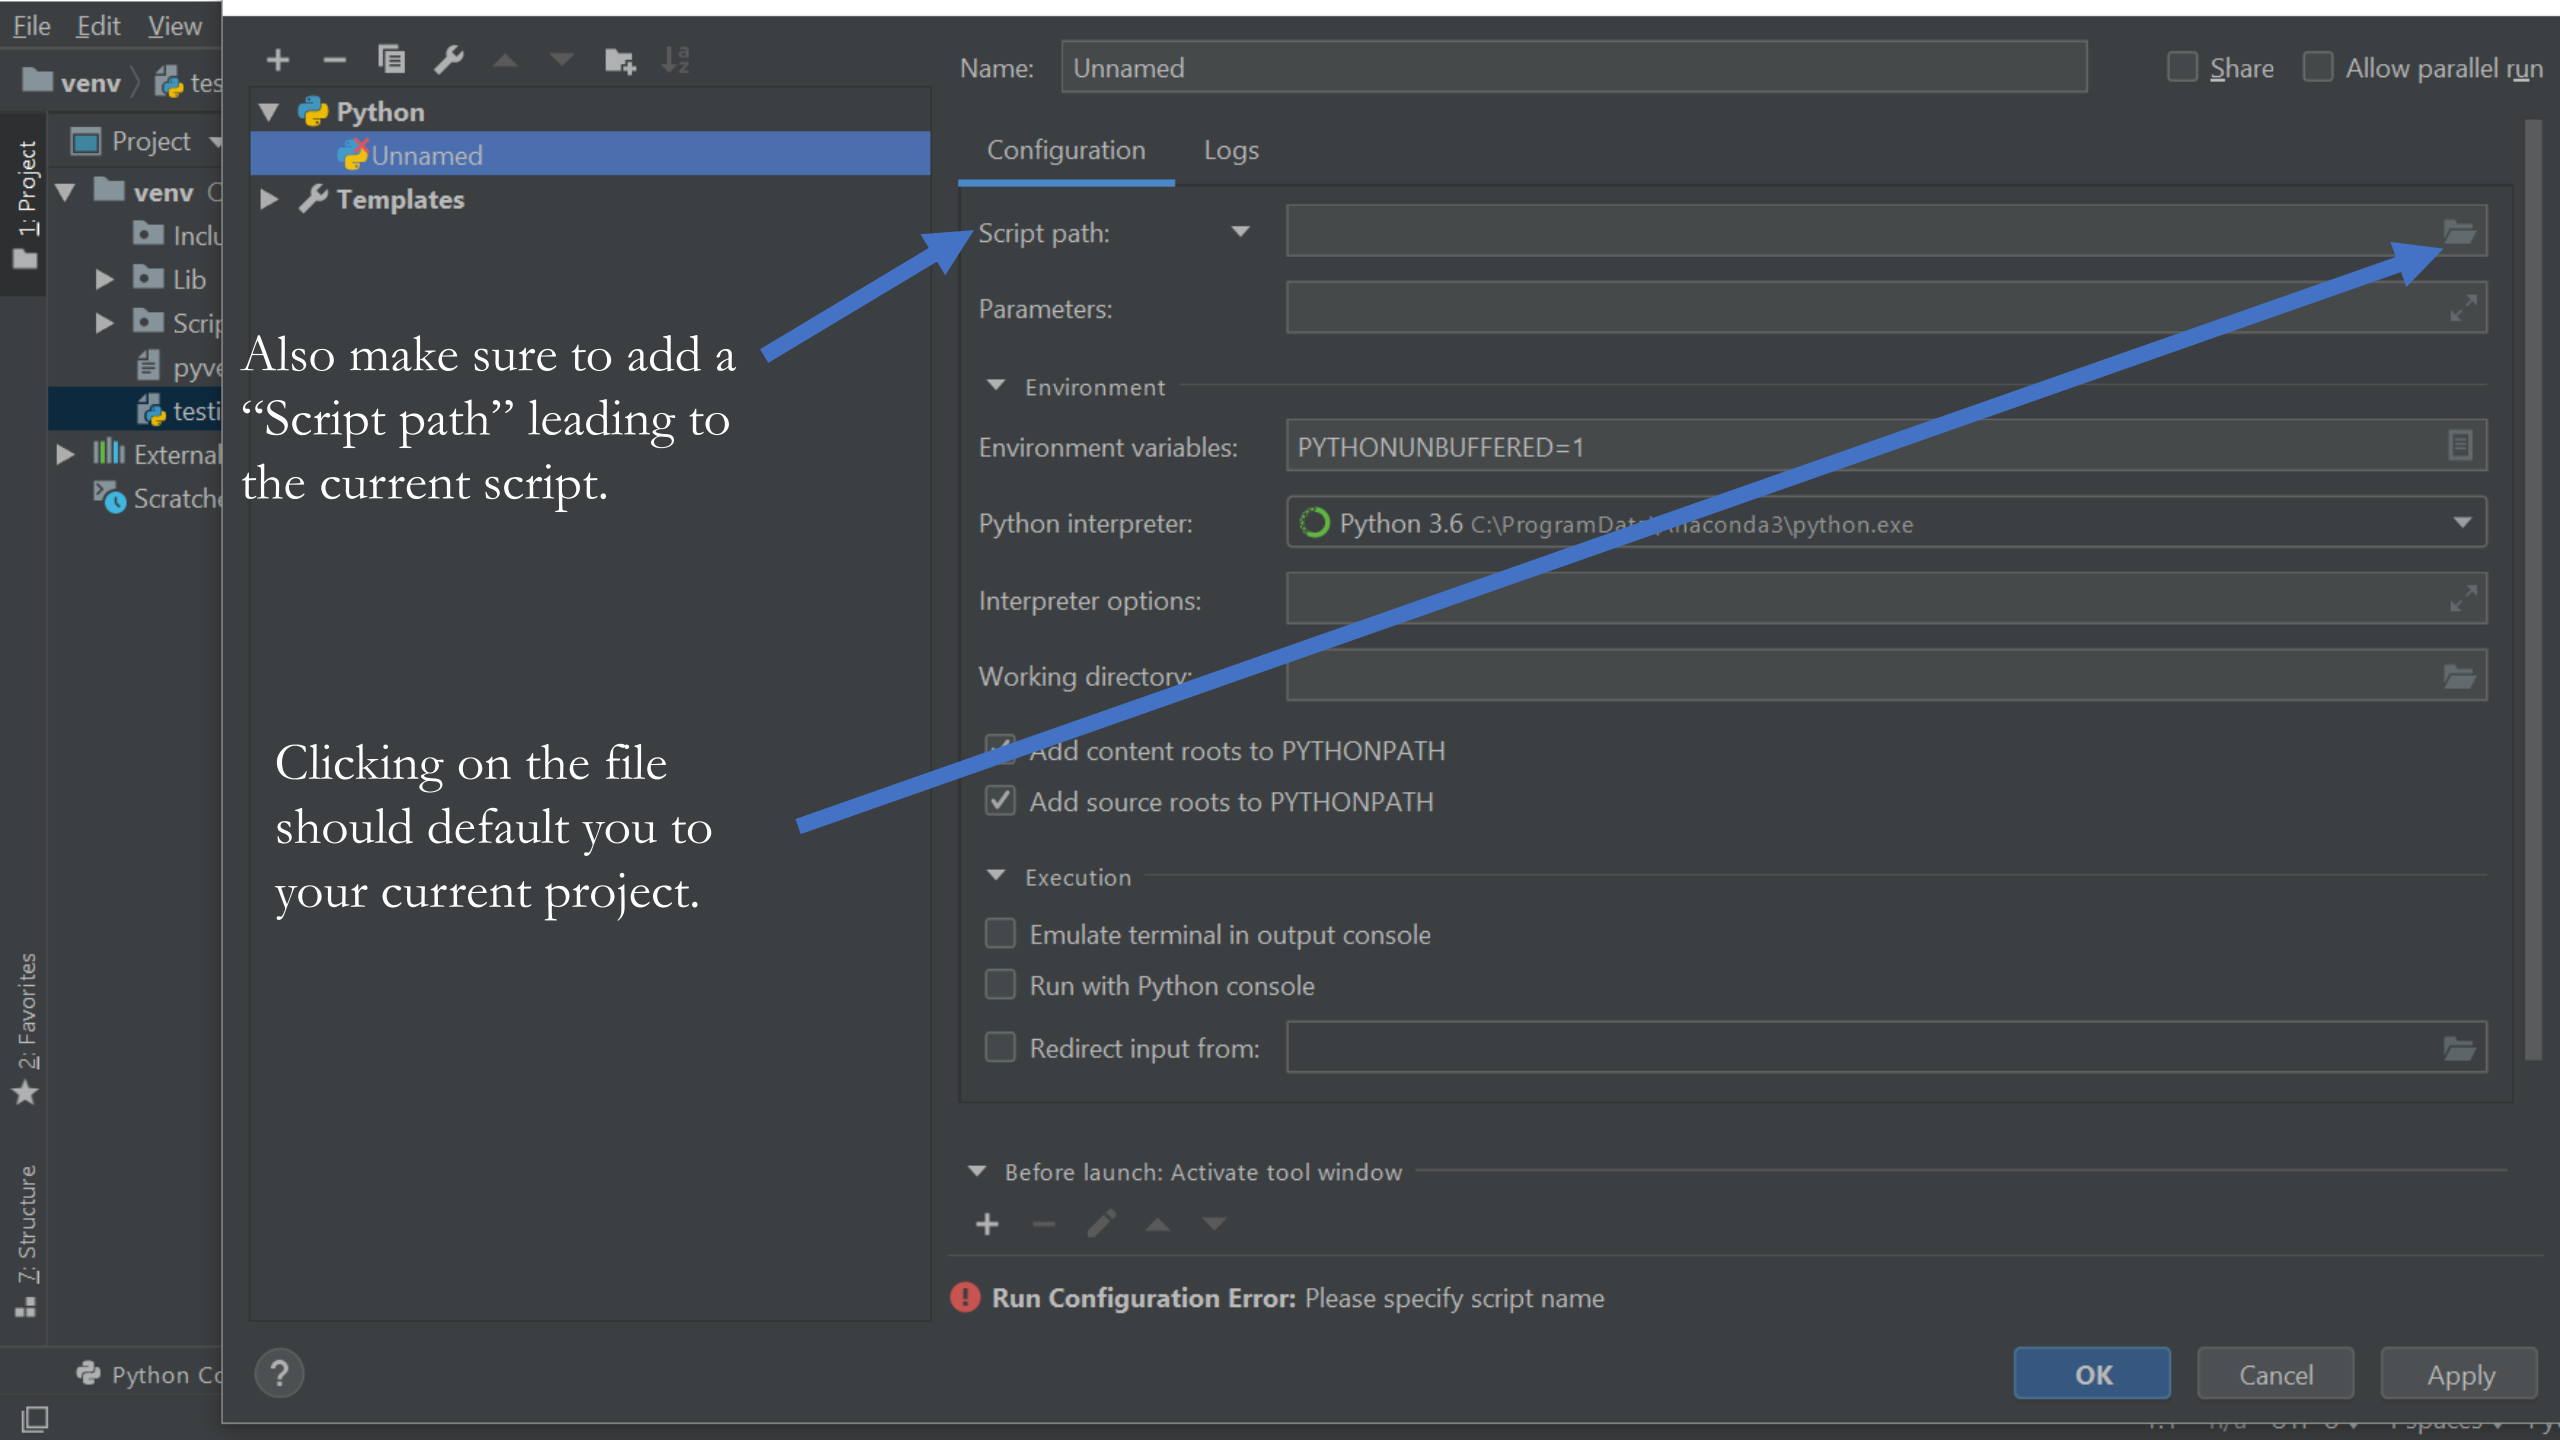 File Edit View
venv
Project
1: Project
venv
Lib
2: Favorites
7: Structure
Python
Unnamed
Templates
Also make sure to add a
“Script path” leading to
the current script.
Clicking on the file
should default you to
your current project.
Name: Unnamed
Share Allow parallel run
Configuration Logs
Script path:
Parameters:
Environment
Environment variables: PYTHONUNBUFFERED=1
Python interpreter: Python 3.6 C:\ProgramData\Anaconda3\python.exe
Interpreter options:
Working directory:
Add content roots to PYTHONPATH
Add source roots to PYTHONPATH
Execution
Emulate terminal in output console
Run with Python console
Redirect input from:
Before launch: Activate tool window
Run Configuration Error: Please specify script name
Python
? OK Cancel Apply